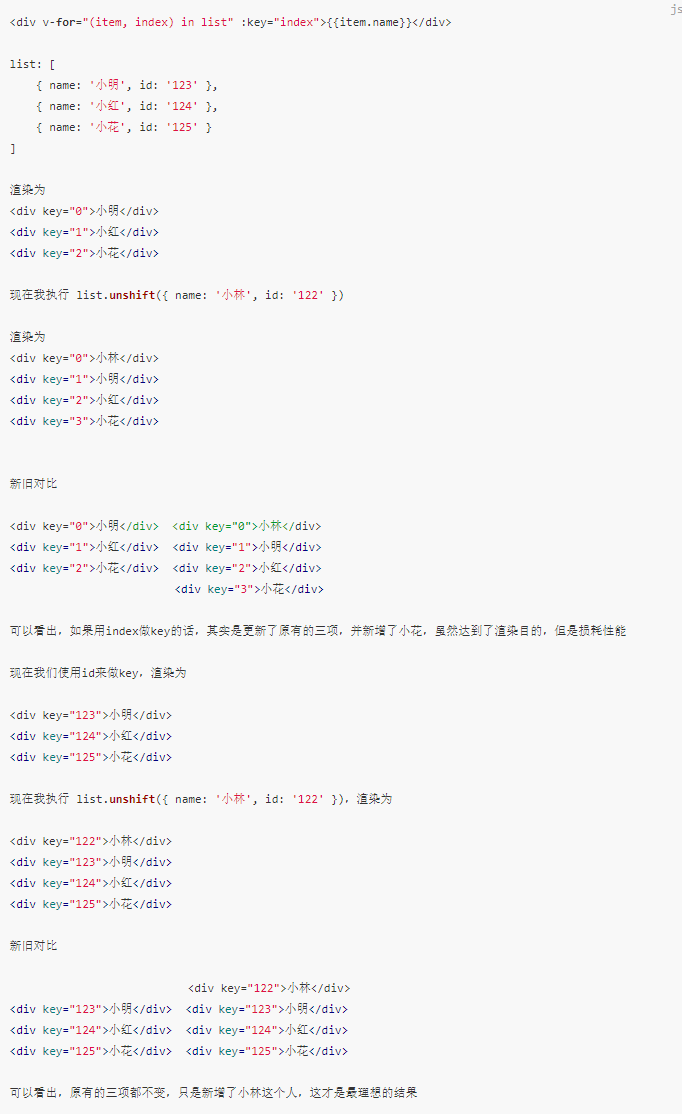 js
<div v-for="(item, index) in list" :key="index">{{item.name}}</div>
list: [
{ name: '小明', id: '123' },
{ name: '小红', id: '124' },
{ name: '小花', id: '125' }
]
渲染为
<div key="0">小明</div>
<div key="1">小红</div>
<div key="2">小花</div>
现在我执行 list.unshift({ name: '小林', id: '122' })
渲染为
<div key="0">小林</div>
<div key="1">小明</div>
<div key="2">小红</div>
<div key="3">小花</div>
新旧对比
<div key="0">小明</div> <div key="0">小林</div>
<div key="1">小红</div> <div key="1">小明</div>
<div key="2">小花</div> <div key="2">小红</div>
<div key="3">小花</div>
可以看出，如果用index做key的话，其实是更新了原有的三项，并新增了小花，虽然达到了渲染目的，但是损耗性能
现在我们使用id来做key，渲染为
<div key="123">小明</div>
<div key="124">小红</div>
<div key="125">小花</div>
现在我执行 list.unshift({ name: '小林', id: '122' })，渲染为
<div key="122">小林</div>
<div key="123">小明</div>
<div key="124">小红</div>
<div key="125">小花</div>
新旧对比
<div key="122">小林</div>
<div key="123">小明</div> <div key="123">小明</div>
<div key="124">小红</div> <div key="124">小红</div>
<div key="125">小花</div> <div key="125">小花</div>
可以看出，原有的三项都不变，只是新增了小林这个人，这才是最理想的结果